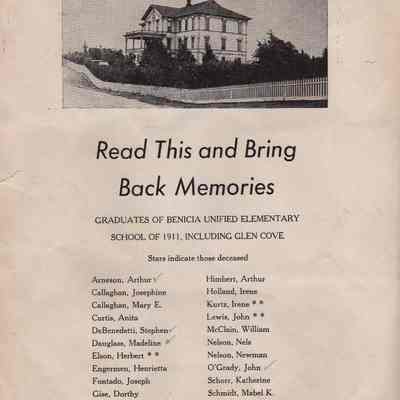 Read This and Bring
Back Memories
GRADUATES OF BENICIA UNIFIED ELEMENTARY
SCHOOL OF 1911, INCLUDING GLEN COVE.
Stars indicate those deceased
Arneson, Arthur ✓
Callaghan, Josephine
Callaghan, Mary E.
Curtis, Anita
DeBenedetti, Stephen ✓
Dauglass, Madeline ✓
Elson, Herbert * *
Engermen, Henrietta
Fontado, Joseph
Gise, Dorthy
Himbert, Arthur
Holland, Irene
Kurtz, Irene * *
Lewis, John * *
McClain, William
Nelson, Nels
Nelson, Newman
O'Grady, John ✓
Schorr, Katherine
Schmidt, Mabel K.